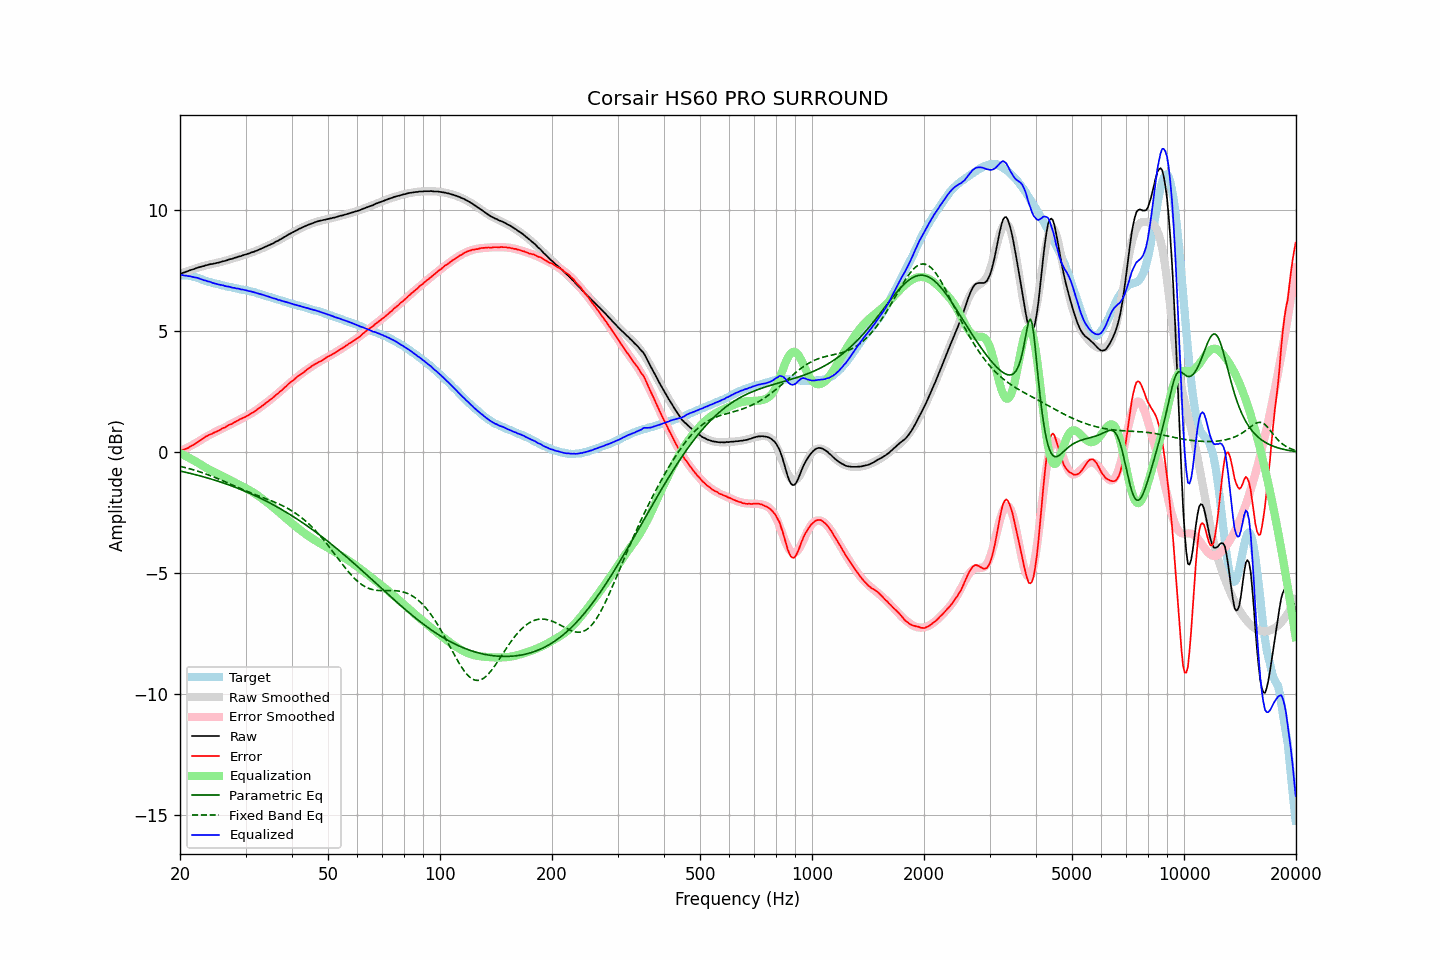 Corsair HS60 PRO SURROUND
Amplitude (dBr)
10
5
0
−5
−10
−15
Target
Raw Smoothed
Error Smoothed
Raw
Error
Equalization
Parametric Eq
Fixed Band Eq
Equalized
20 50 100 200 500 1000 2000 5000 10000 20000
Frequency (Hz)